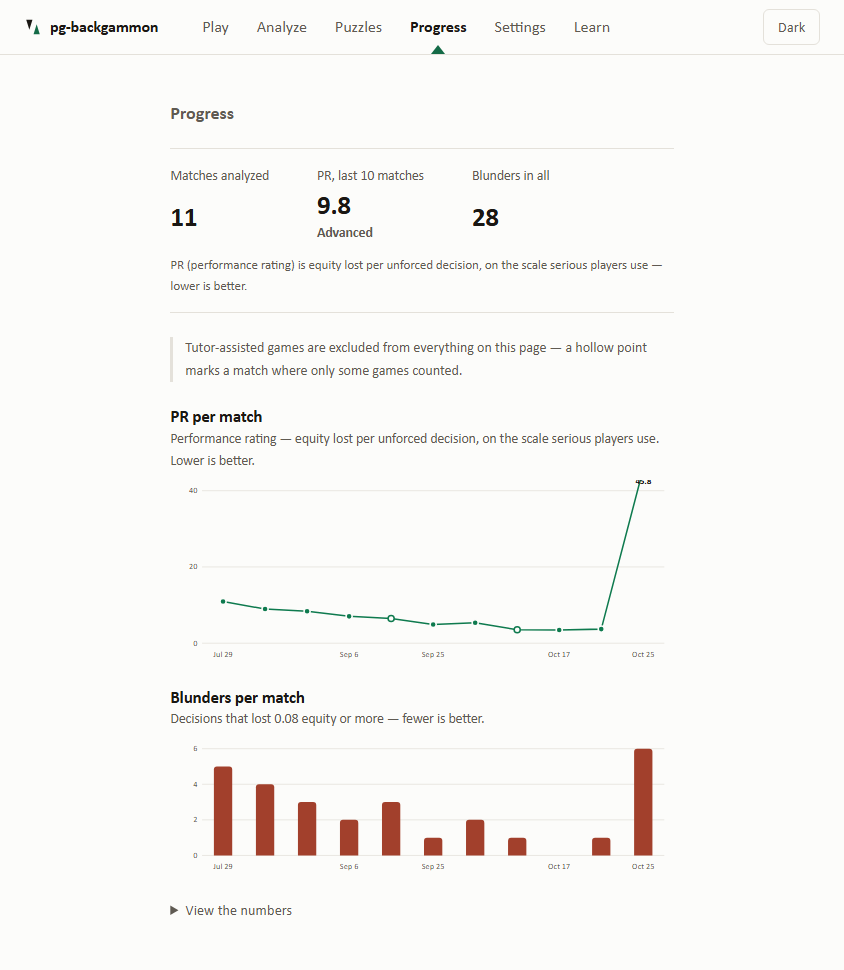 pg-backgammon
Play
Analyze
Puzzles
Progress
Settings
Learn
Dark
Progress
Matches analyzed
11
PR, last 10 matches
9.8
Advanced
Blunders in all
28
PR (performance rating) is equity lost per unforced decision, on the scale serious players use —
lower is better.
Tutor-assisted games are excluded from everything on this page — a hollow point
marks a match where only some games counted.
PR per match
Performance rating — equity lost per unforced decision, on the scale serious players use.
Lower is better.
40
20
0
Jul 29
Sep 6
Sep 25
Oct 17
Oct 25
Blunders per match
Decisions that lost 0.08 equity or more — fewer is better.
6
4
2
0
Jul 29
Sep 6
Sep 25
Oct 17
Oct 25
View the numbers